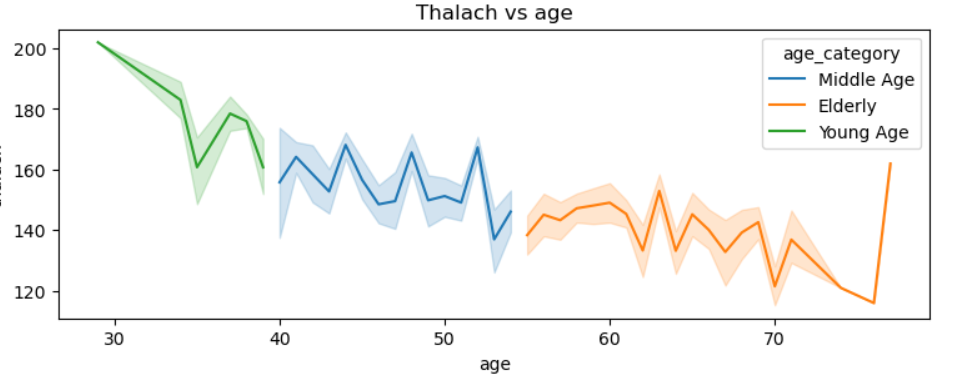 Thalach vs age
200
180
160
140
120
30
40
50
60
70
age
age_category
Middle Age
Elderly
Young Age